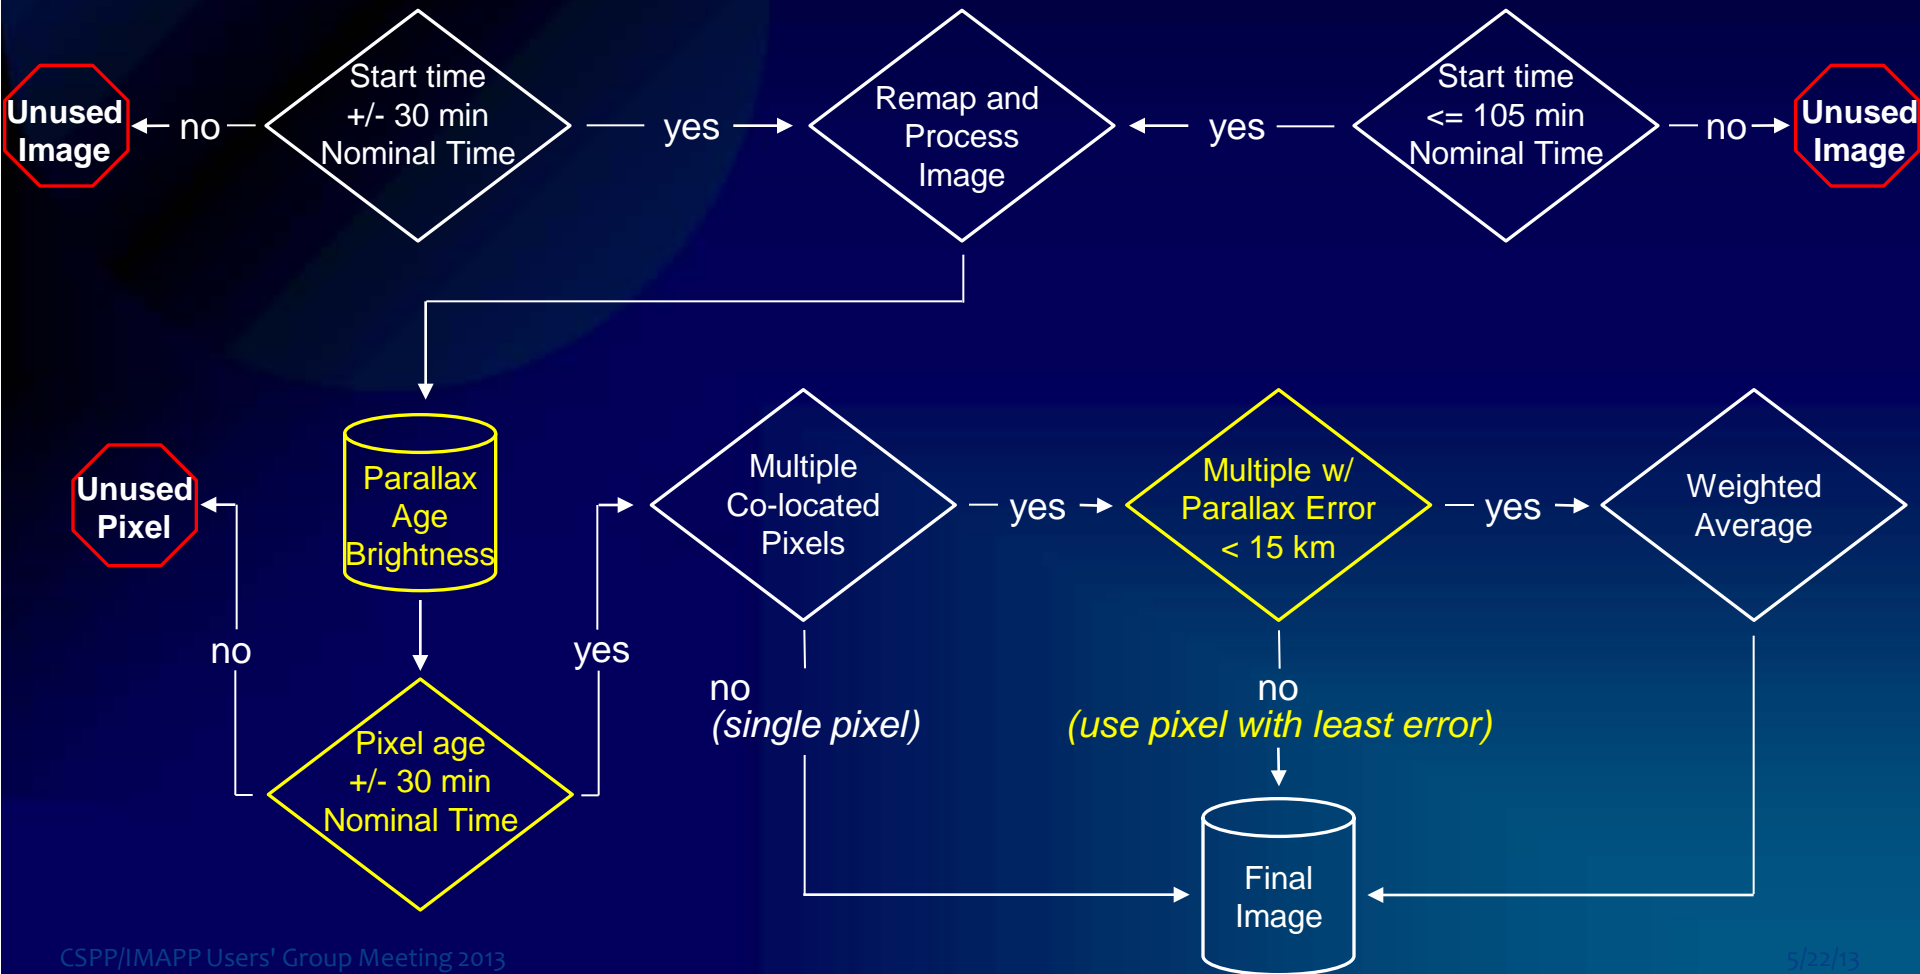 Unused
Image
no
Start time
+/- 30 min
Nominal Time
yes
Remap and
Process
Image
yes
Start time
<= 105 min
Nominal Time
no
Unused
Image
Unused
Pixel
no
Parallax
Age
Brightness
Pixel age
+/- 30 min
Nominal Time
yes
Multiple
Co-located
Pixels
yes
Multiple w/
Parallax Error
< 15 km
yes
Weighted
Average
no
(single pixel)
no
(use pixel with least error)
Final
Image
CSPP/IMAPP Users' Group Meeting 2013
5/22/13